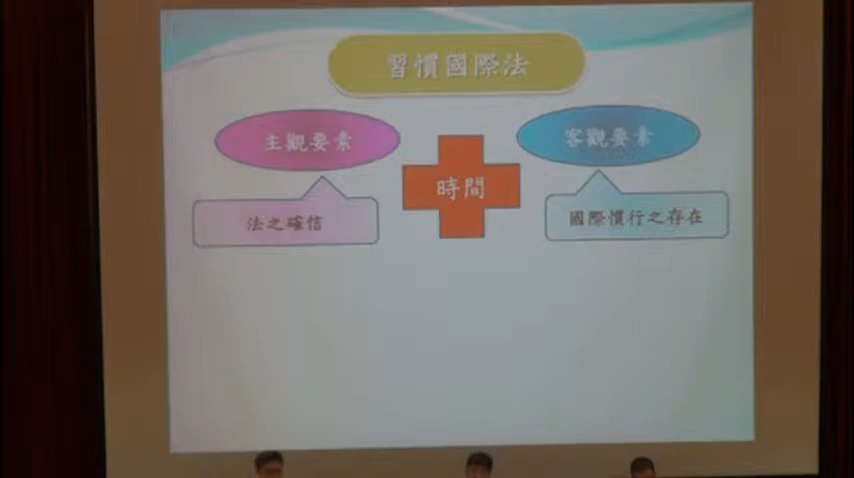 習慣國際法
主觀要素
客觀要素
時間
法之確信
國際慣行之存在